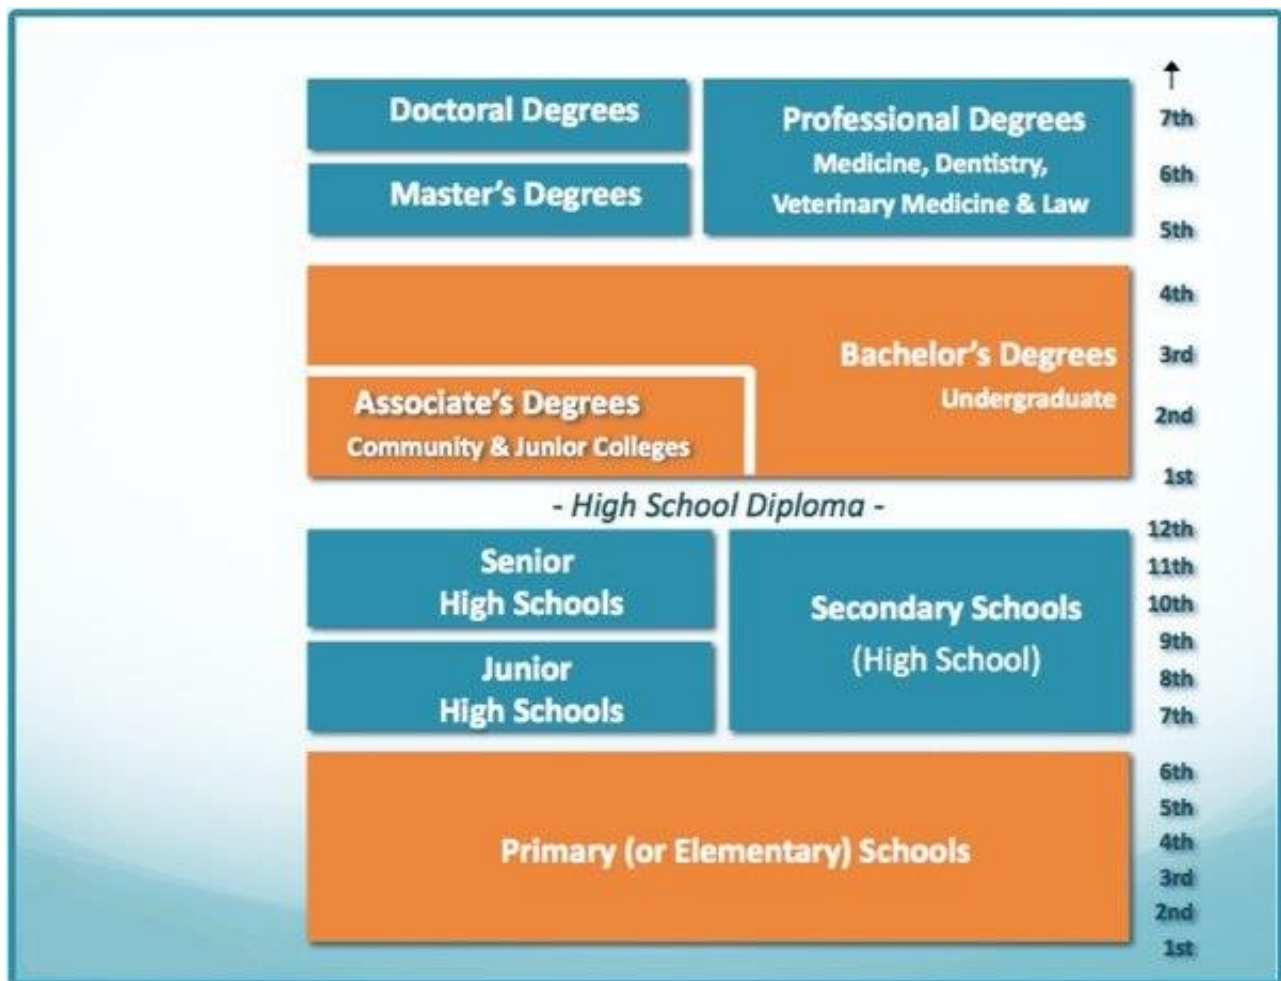 ↑
Doctoral Degrees
Master's Degrees
Professional Degrees
Medicine, Dentistry,
Veterinary Medicine & Law
7th
6th
5th
Bachelor's Degrees
Undergraduate
Associate's Degrees
Community & Junior Colleges
4th
3rd
2nd
1st
- High School Diploma -
Senior
High Schools
Junior
High Schools
Secondary Schools
(High School)
12th
11th
10th
9th
8th
7th
Primary (or Elementary) Schools
6th
5th
4th
3rd
2nd
1st